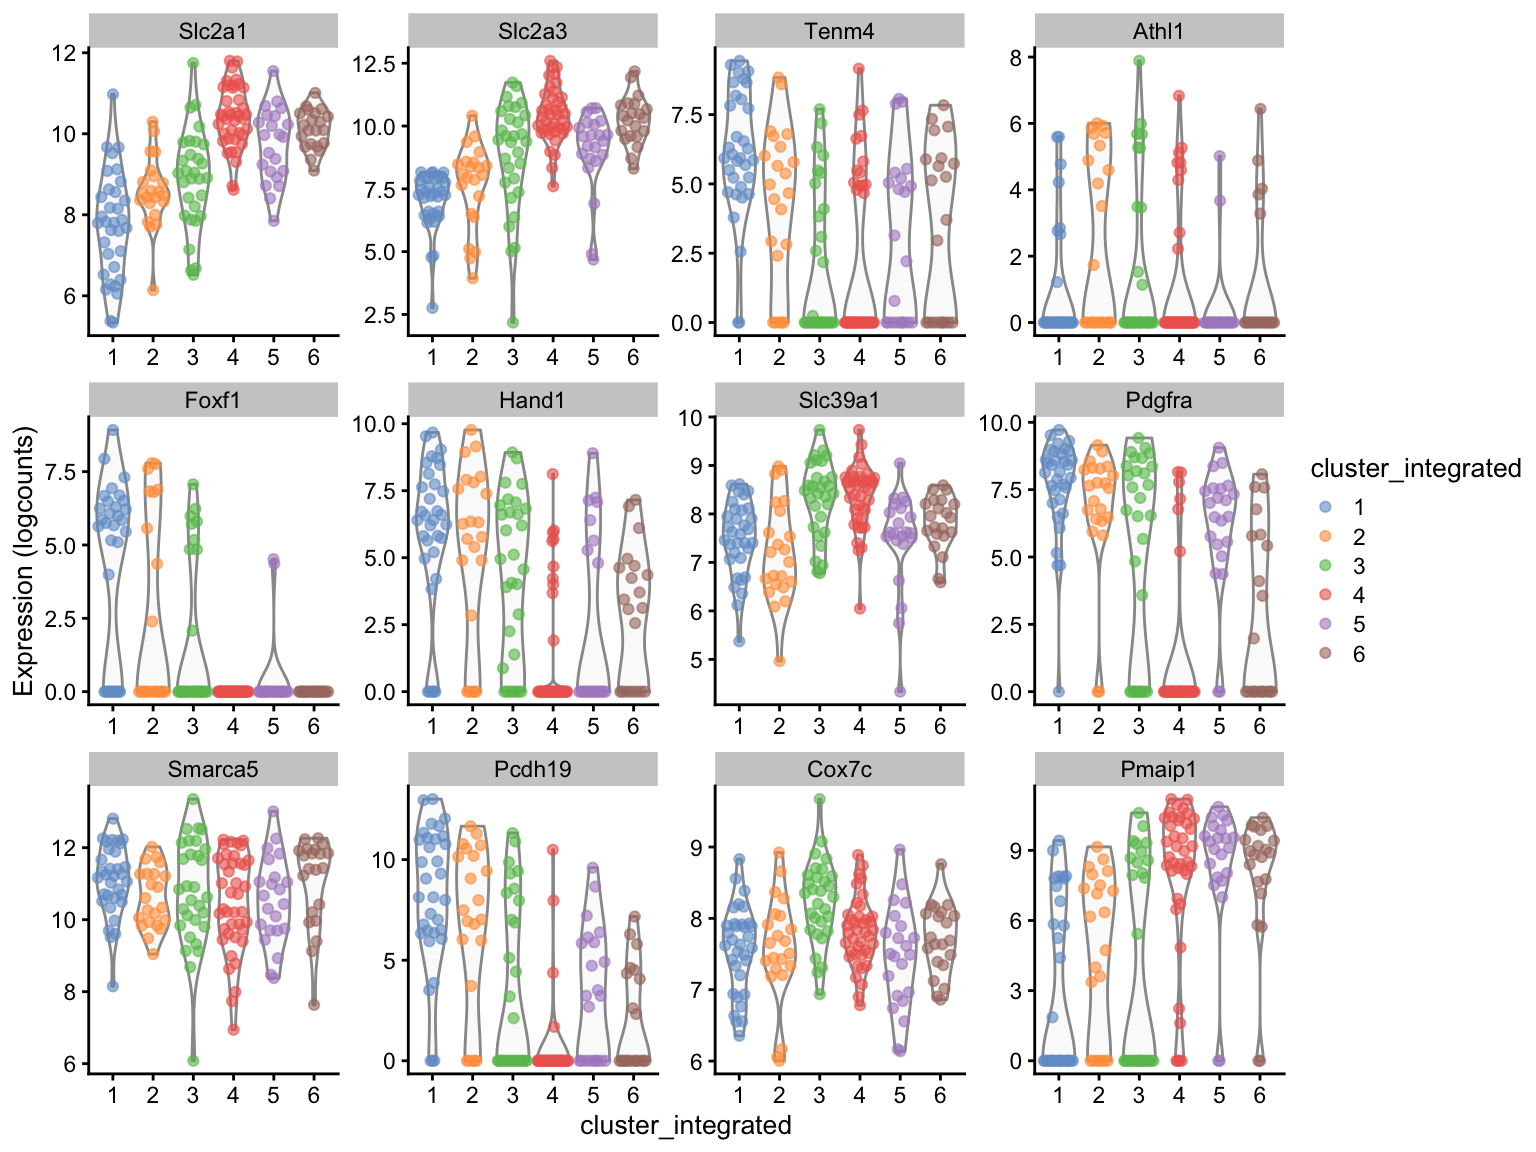 Slc2a1 Slc2a3 Tenm4 Athl1
12 10 8 6
12.5 10.0 7.5 5.0 2.5
7.5 5.0 2.5 0.0
8 6 4 2 0
1 2 3 4 5 6 1 2 3 4 5 6 1 2 3 4 5 6 1 2 3 4 5 6
Foxf1 Hand1 Slc39a1 Pdgfra
7.5 5.0 2.5 0.0
10.0 7.5 5.0 2.5 0.0
10 9 8 7 6 5
10.0 7.5 5.0 2.5 0.0
1 2 3 4 5 6 1 2 3 4 5 6 1 2 3 4 5 6 1 2 3 4 5 6
Smarca5 Pcdh19 Cox7c Pmaip1
12 10 8 6
10 5 0
9 8 7 6
9 6 3 0
1 2 3 4 5 6 1 2 3 4 5 6 1 2 3 4 5 6 1 2 3 4 5 6
cluster_integrated
Expression (logcounts)
cluster_integrated
1
2
3
4
5
6